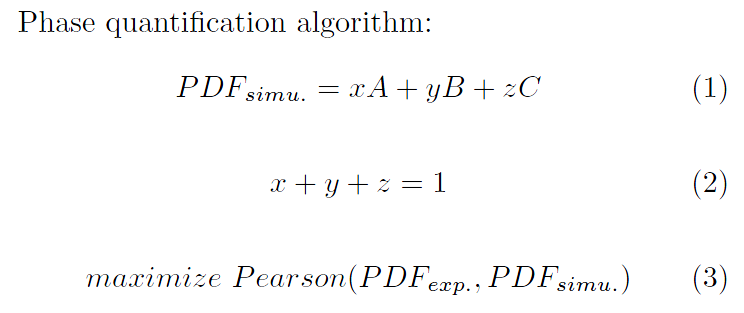 Phase quantification algorithm:
PDF_{simu.} = xA + yB + zC (1)
x + y + z = 1 (2)
maximize Pearson(PDF_{exp.}, PDF_{simu.}) (3)